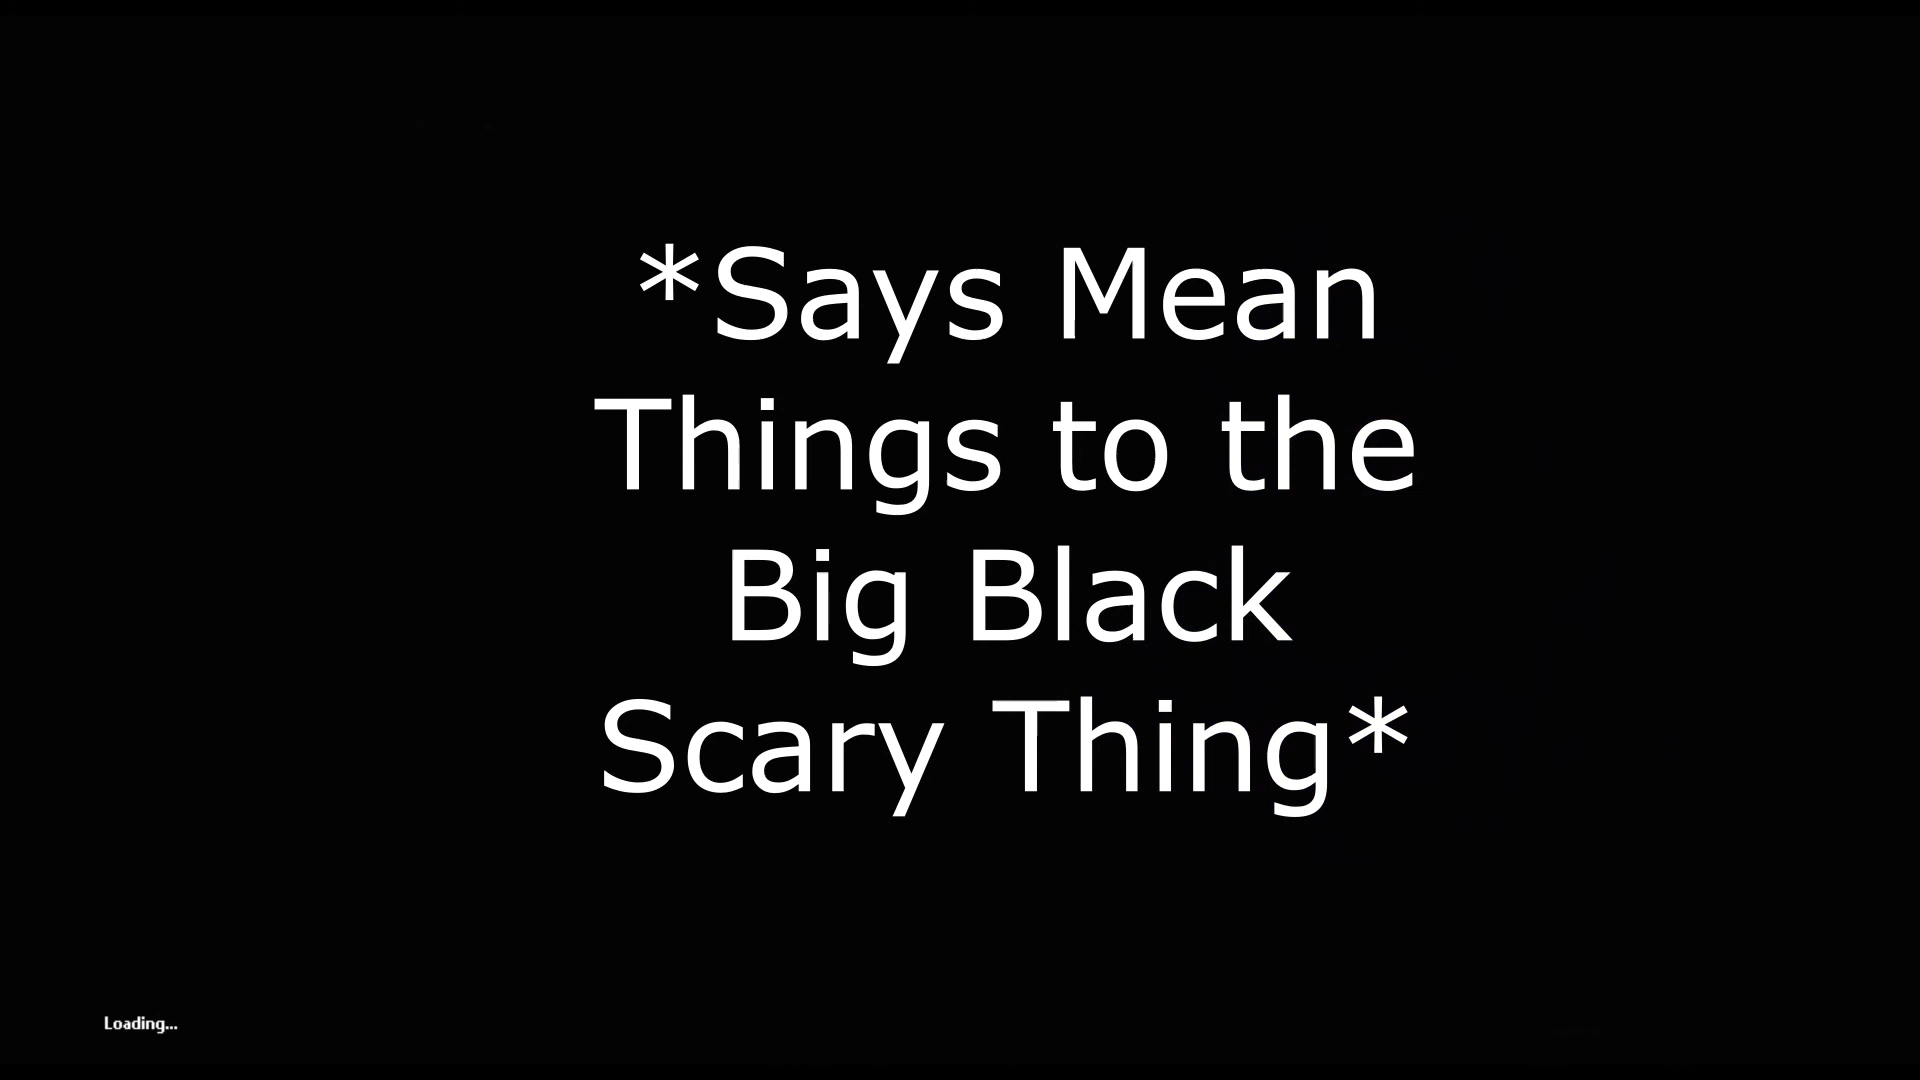 *Says Mean
Things to the
Big Black
Scary Thing*
Loading...